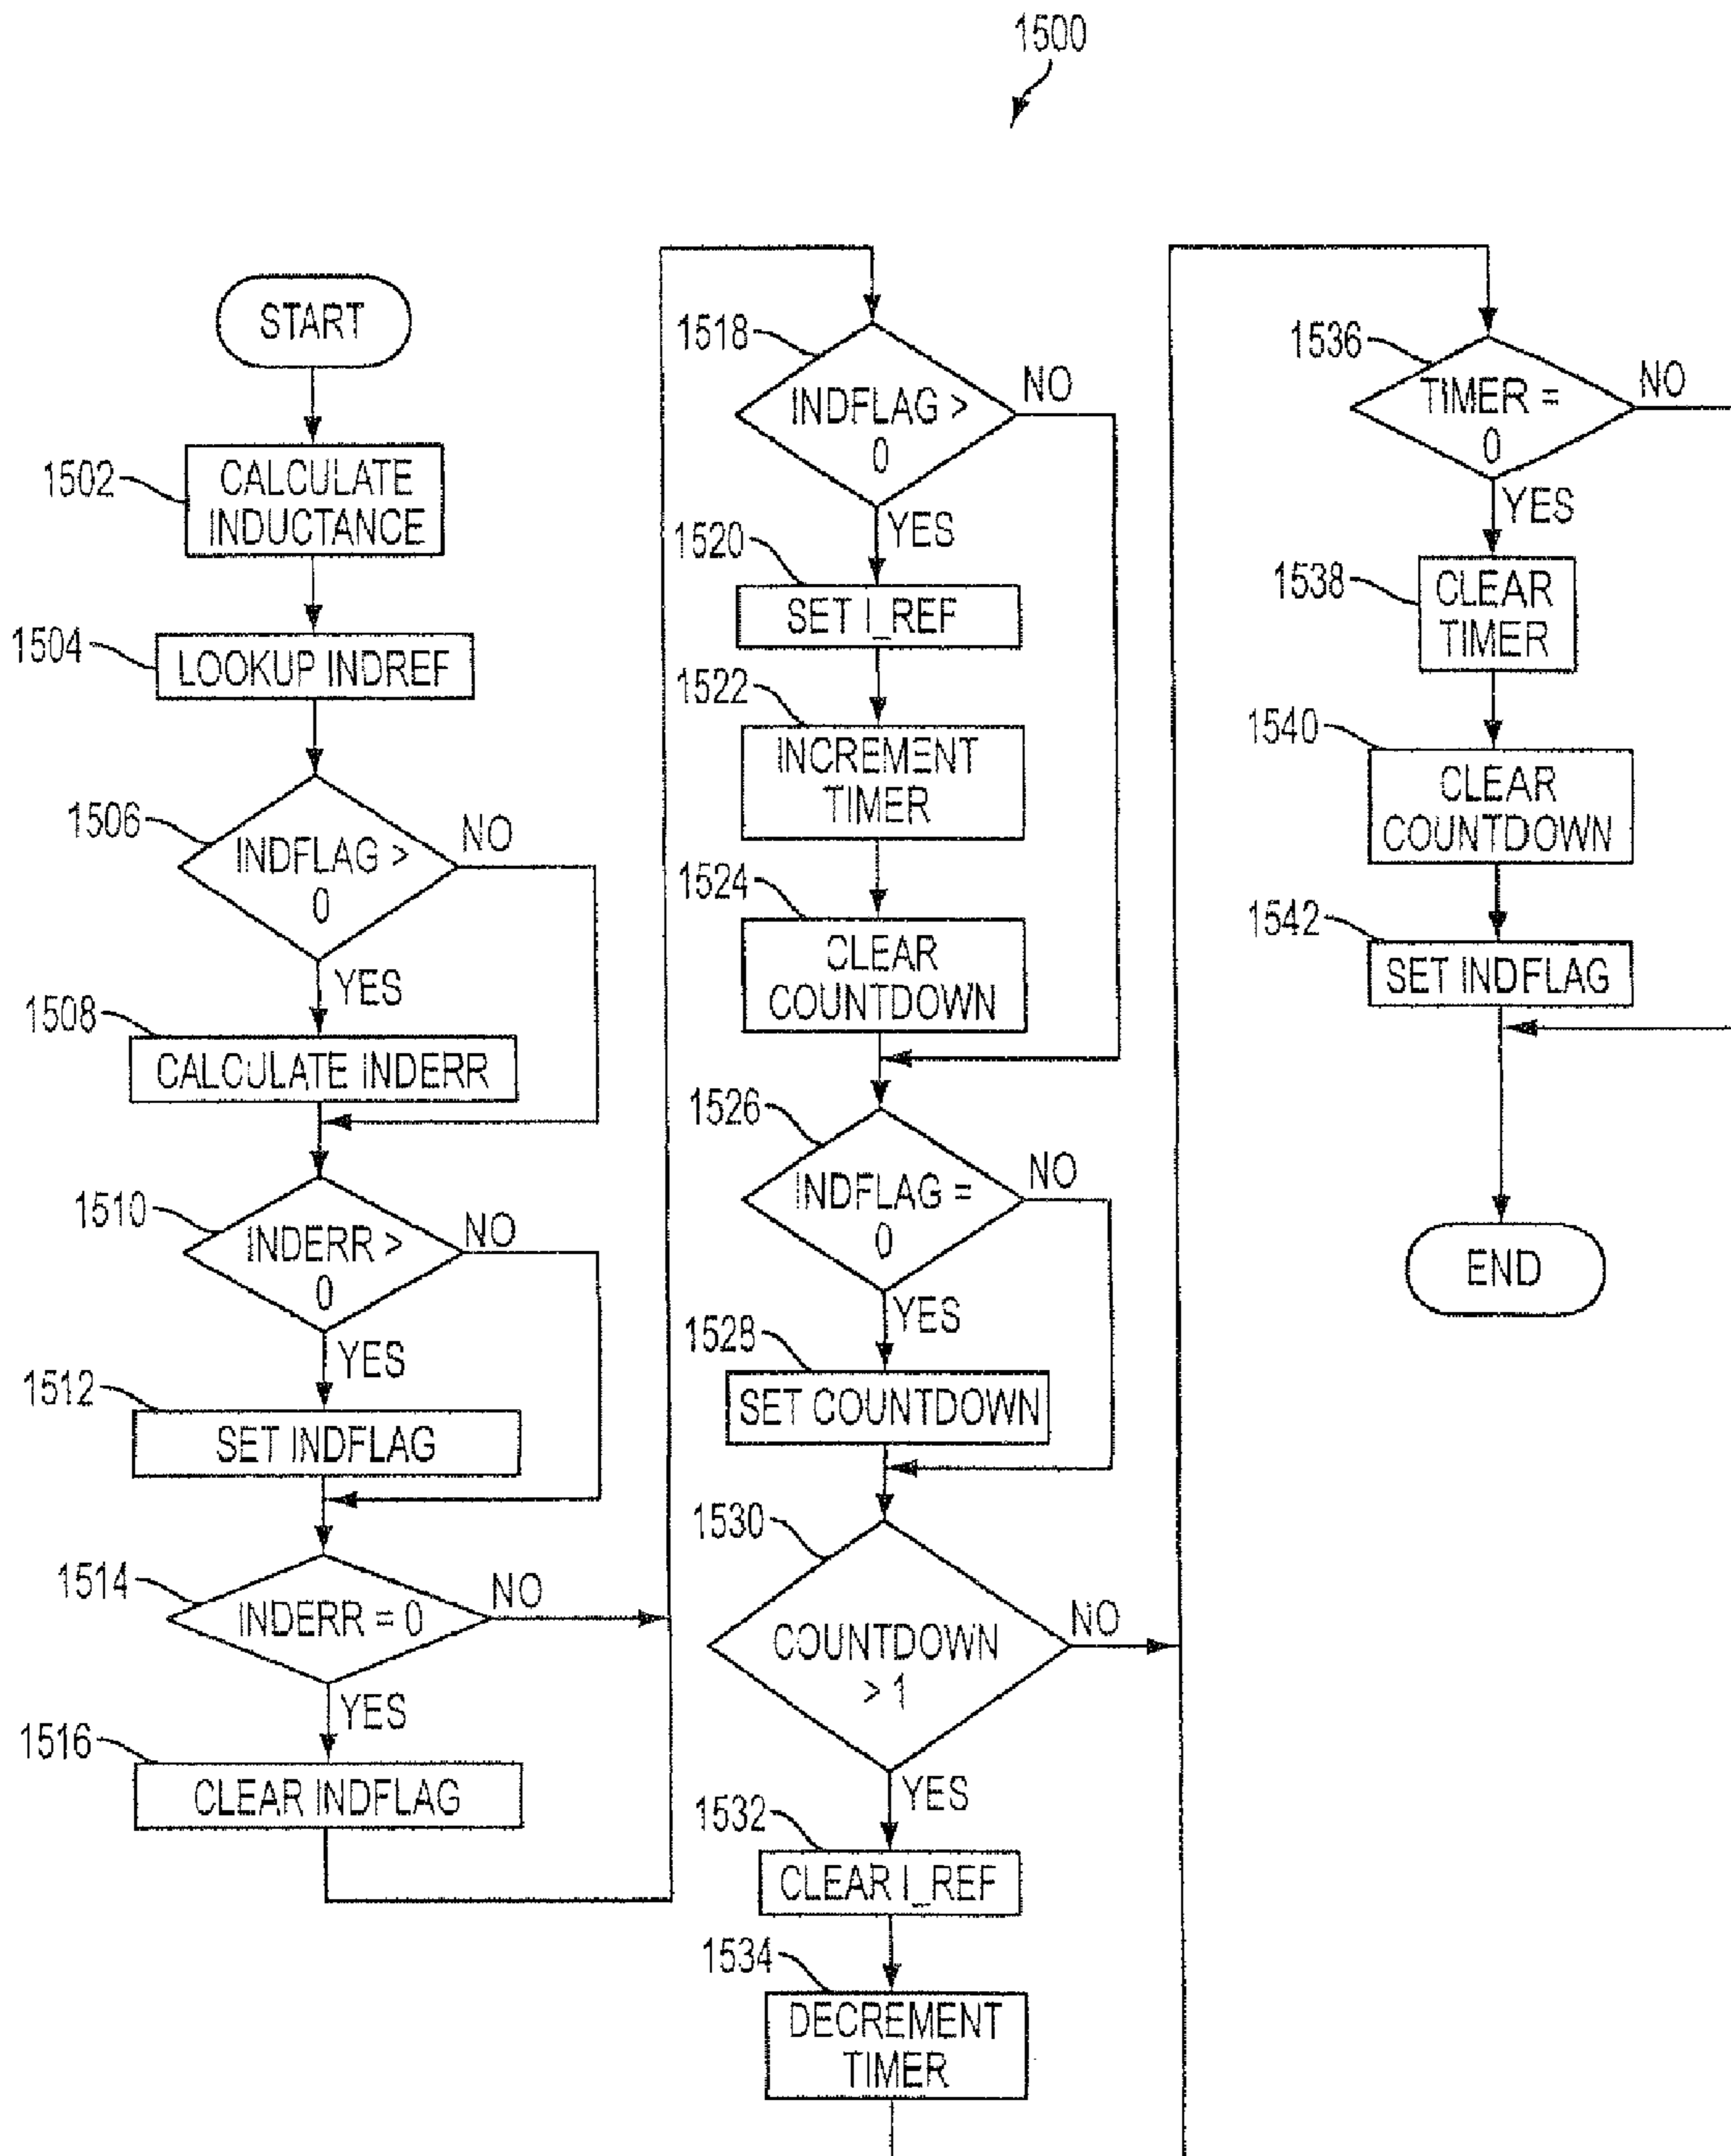 1500
START
1502
CALCULATE
INDUCTANCE
1504
LOOKUP INDREF
1506
INDFLAG >
0
NO
YES
1508
CALCULATE INDERR
1510
INDERR >
0
NO
YES
1512
SET INDFLAG
1514
INDERR = 0
NO
YES
1516
CLEAR INDFLAG
1518
INDFLAG >
0
NO
YES
1520
SET I_REF
1522
INCREMENT
TIMER
1524
CLEAR
COUNTDOWN
1526
INDFLAG =
0
NO
YES
1528
SET COUNTDOWN
1530
COUNTDOWN
> 1
NO
YES
1532
CLEAR I_REF
1534
DECREMENT
TIMER
1536
TIMER =
0
NO
YES
1538
CLEAR
TIMER
1540
CLEAR
COUNTDOWN
1542
SET INDFLAG
END